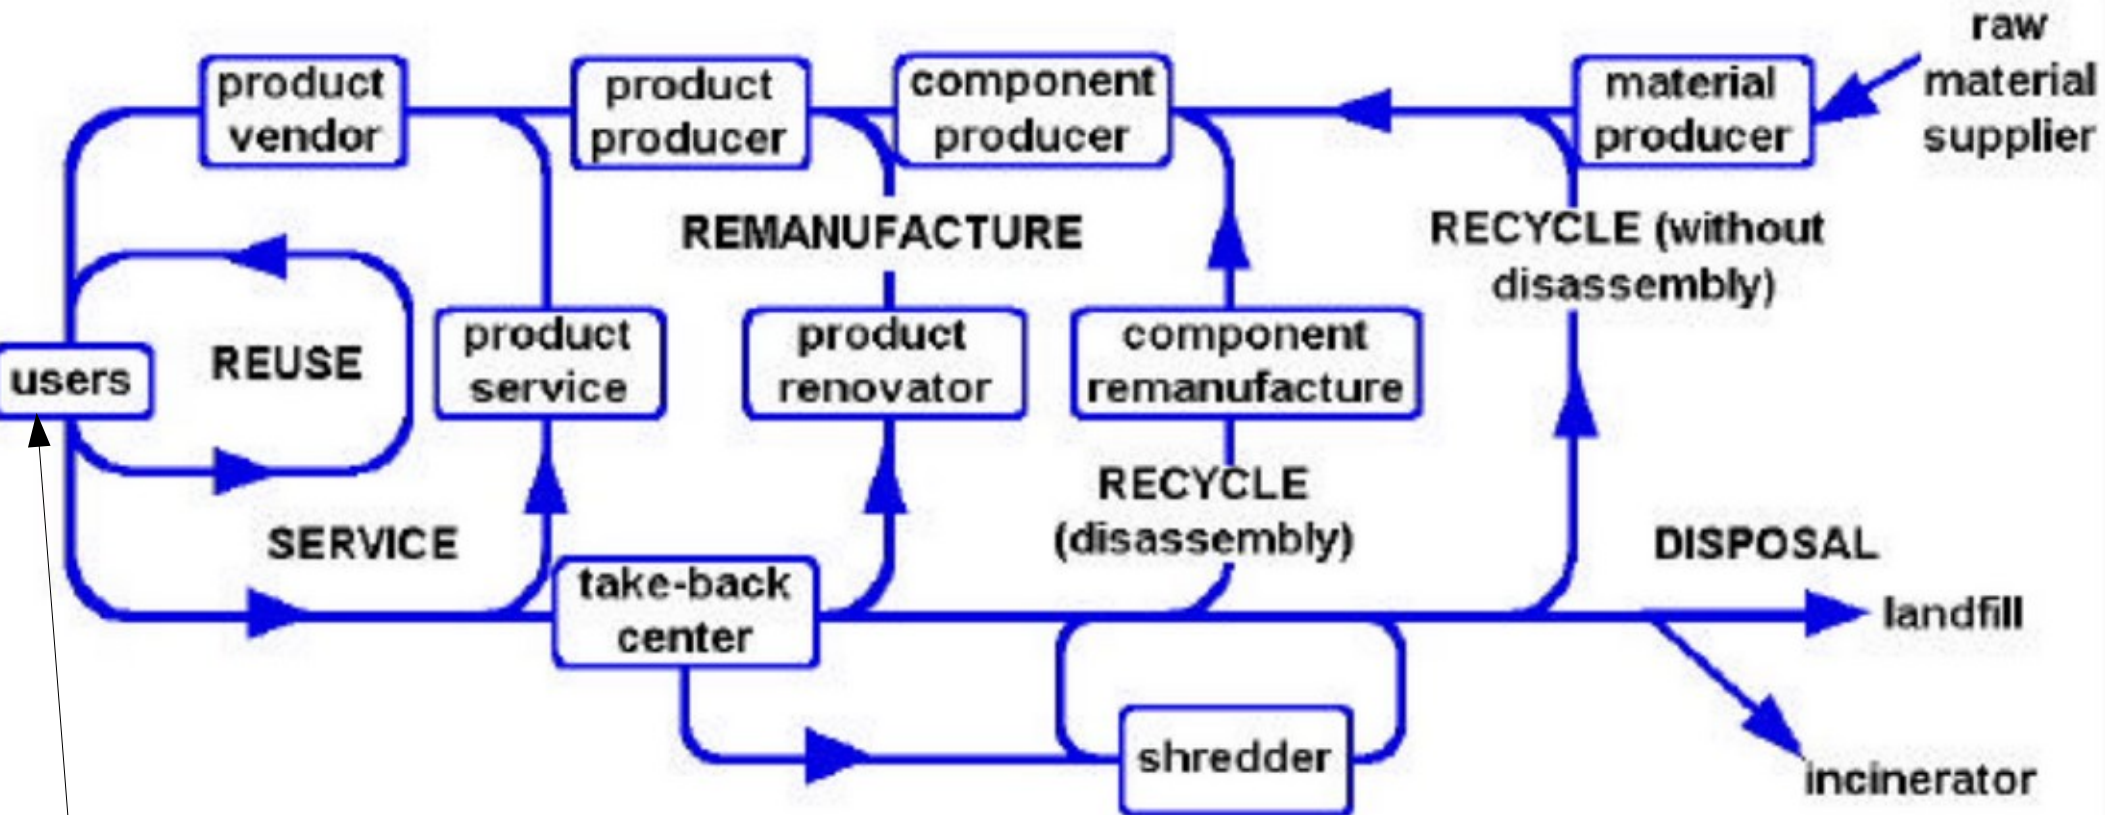 raw
material
supplier
product
vendor
product
producer
component
producer
material
producer
REMANUFACTURE
RECYCLE (without
disassembly)
users
REUSE
product
service
product
renovator
component
remanufacture
RECYCLE
(disassembly)
SERVICE
DISPOSAL
take-back
center
landfill
shredder
incinerator